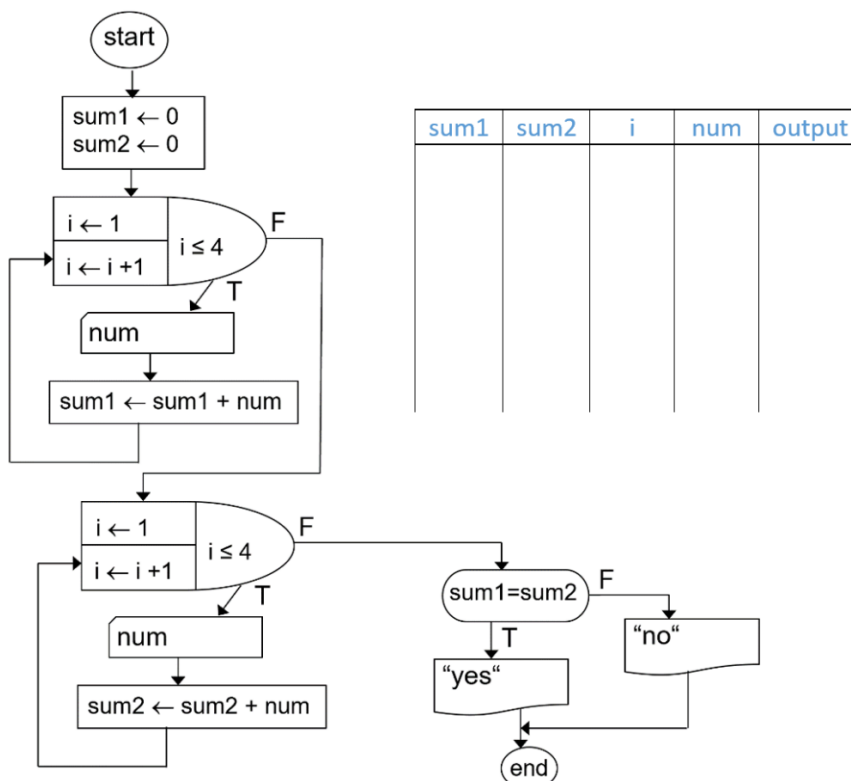 start
sum1 ← 0
sum2 ← 0
sum1 sum2 i num output
i ← 1
i ← i +1
i ≤ 4
F
T
num
sum1 ← sum1 + num
i ← 1
i ← i +1
i ≤ 4
F
T
num
sum2 ← sum2 + num
sum1=sum2
F
T
“no“
“yes“
end